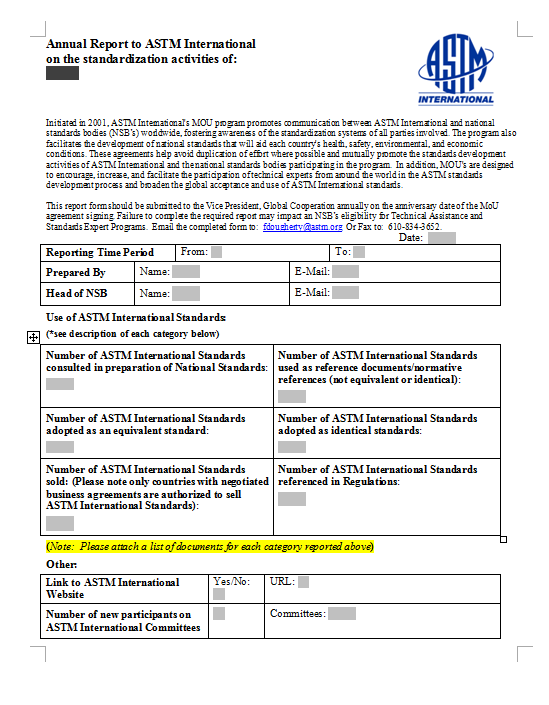 Annual Report to ASTM International
on the standardization activities of:
ASTM
INTERNATIONAL
Initiated in 2001, ASTM International's MOU program promotes communication between ASTM International and national
standards bodies (NSB's) worldwide, fostering awareness of the standardization systems of all parties involved. The program also
facilitates the development of national standards that will aid each country's health, safety, environmental, and economic
conditions. These agreements help avoid duplication of effort where possible and mutually promote the standards development
activities of ASTM International and the national standards bodies participating in the program. In addition, MOU's are designed
to encourage, increase, and facilitate the participation of technical experts from around the world in the ASTM standards
development process and broaden the global acceptance and use of ASTM International standards.
This report form should be submitted to the Vice President, Global Cooperation annually on the anniversary date of the MoU
agreement signing. Failure to complete the required report may impact an NSB's eligibility for Technical Assistance and
Standards Expert Programs. Email the completed form to: fdougherty@astm.org Or Fax to: 610-834-3652.
Date:
Reporting Time Period From: To:
Prepared By Name: E-Mail:
Head of NSB Name: E-Mail:
Use of ASTM International Standards:
(*see description of each category below)
Number of ASTM International Standards
consulted in preparation of National Standards:
Number of ASTM International Standards
used as reference documents/normative
references (not equivalent or identical):
Number of ASTM International Standards
adopted as an equivalent standard:
Number of ASTM International Standards
adopted as identical standards:
Number of ASTM International Standards
sold: (Please note only countries with negotiated
business agreements are authorized to sell
ASTM International Standards):
Number of ASTM International Standards
referenced in Regulations:
(Note: Please attach a list of documents for each category reported above)
Other:
Link to ASTM International
Website
Yes/No:
URL:
Number of new participants on
ASTM International Committees
Committees: